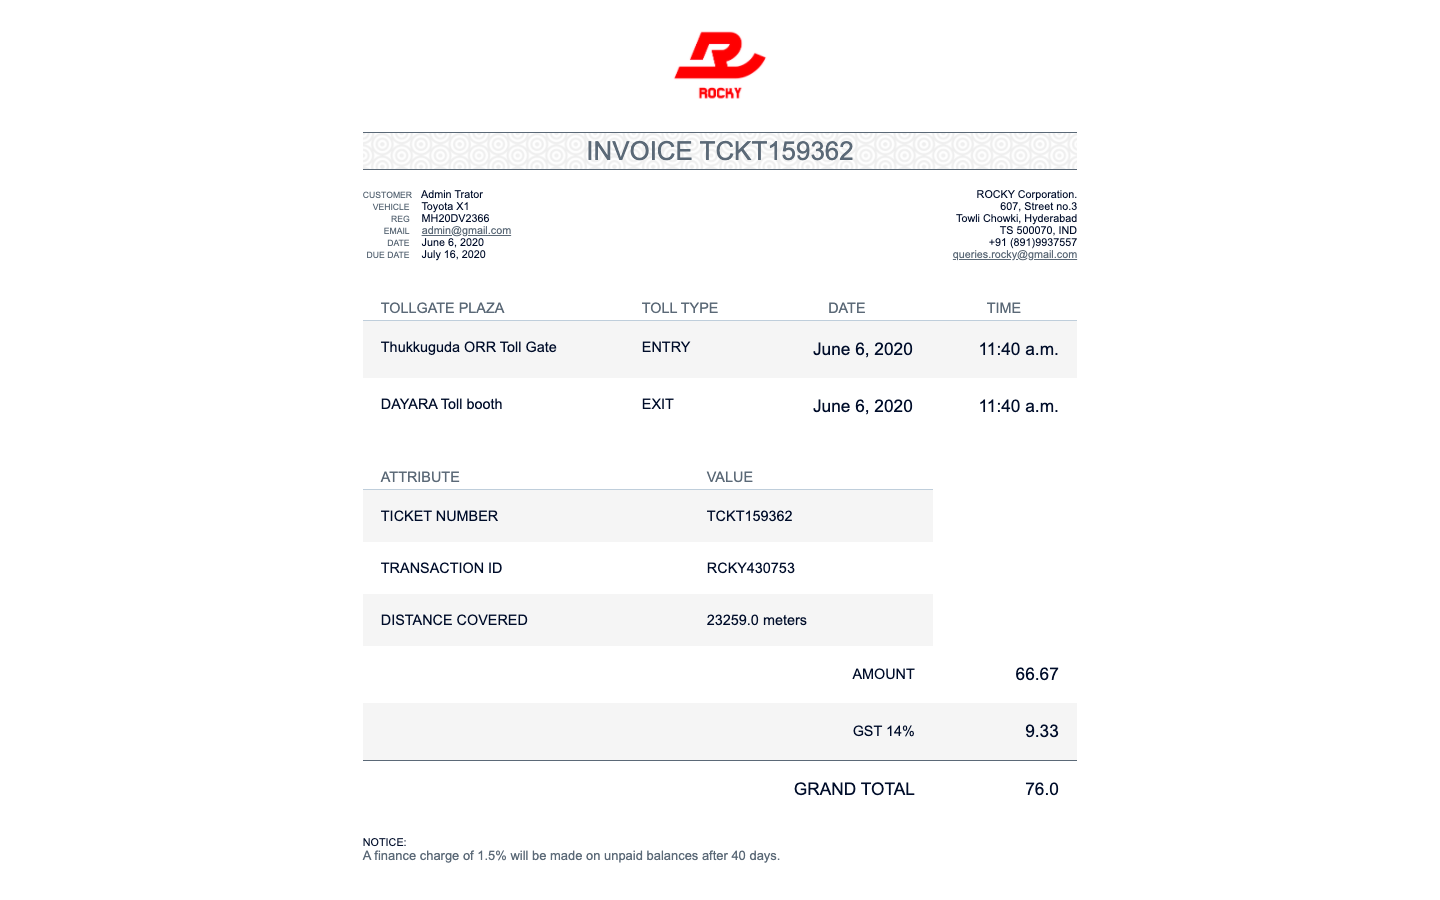 ROCKY
INVOICE TCKT159362
CUSTOMER Admin Trator
VEHICLE Toyota X1
REG MH20DV2366
EMAIL admin@gmail.com
DATE June 6, 2020
DUE DATE July 16, 2020
ROCKY Corporation.
607, Street no.3
Towli Chowki, Hyderabad
TS 500070, IND
+91 (891)9937557
queries.rocky@gmail.com
TOLLGATE PLAZA TOLL TYPE DATE TIME
Thukkuguda ORR Toll Gate ENTRY June 6, 2020 11:40 a.m.
DAYARA Toll booth EXIT June 6, 2020 11:40 a.m.
ATTRIBUTE VALUE
TICKET NUMBER TCKT159362
TRANSACTION ID RCKY430753
DISTANCE COVERED 23259.0 meters
AMOUNT 66.67
GST 14% 9.33
GRAND TOTAL 76.0
NOTICE:
A finance charge of 1.5% will be made on unpaid balances after 40 days.